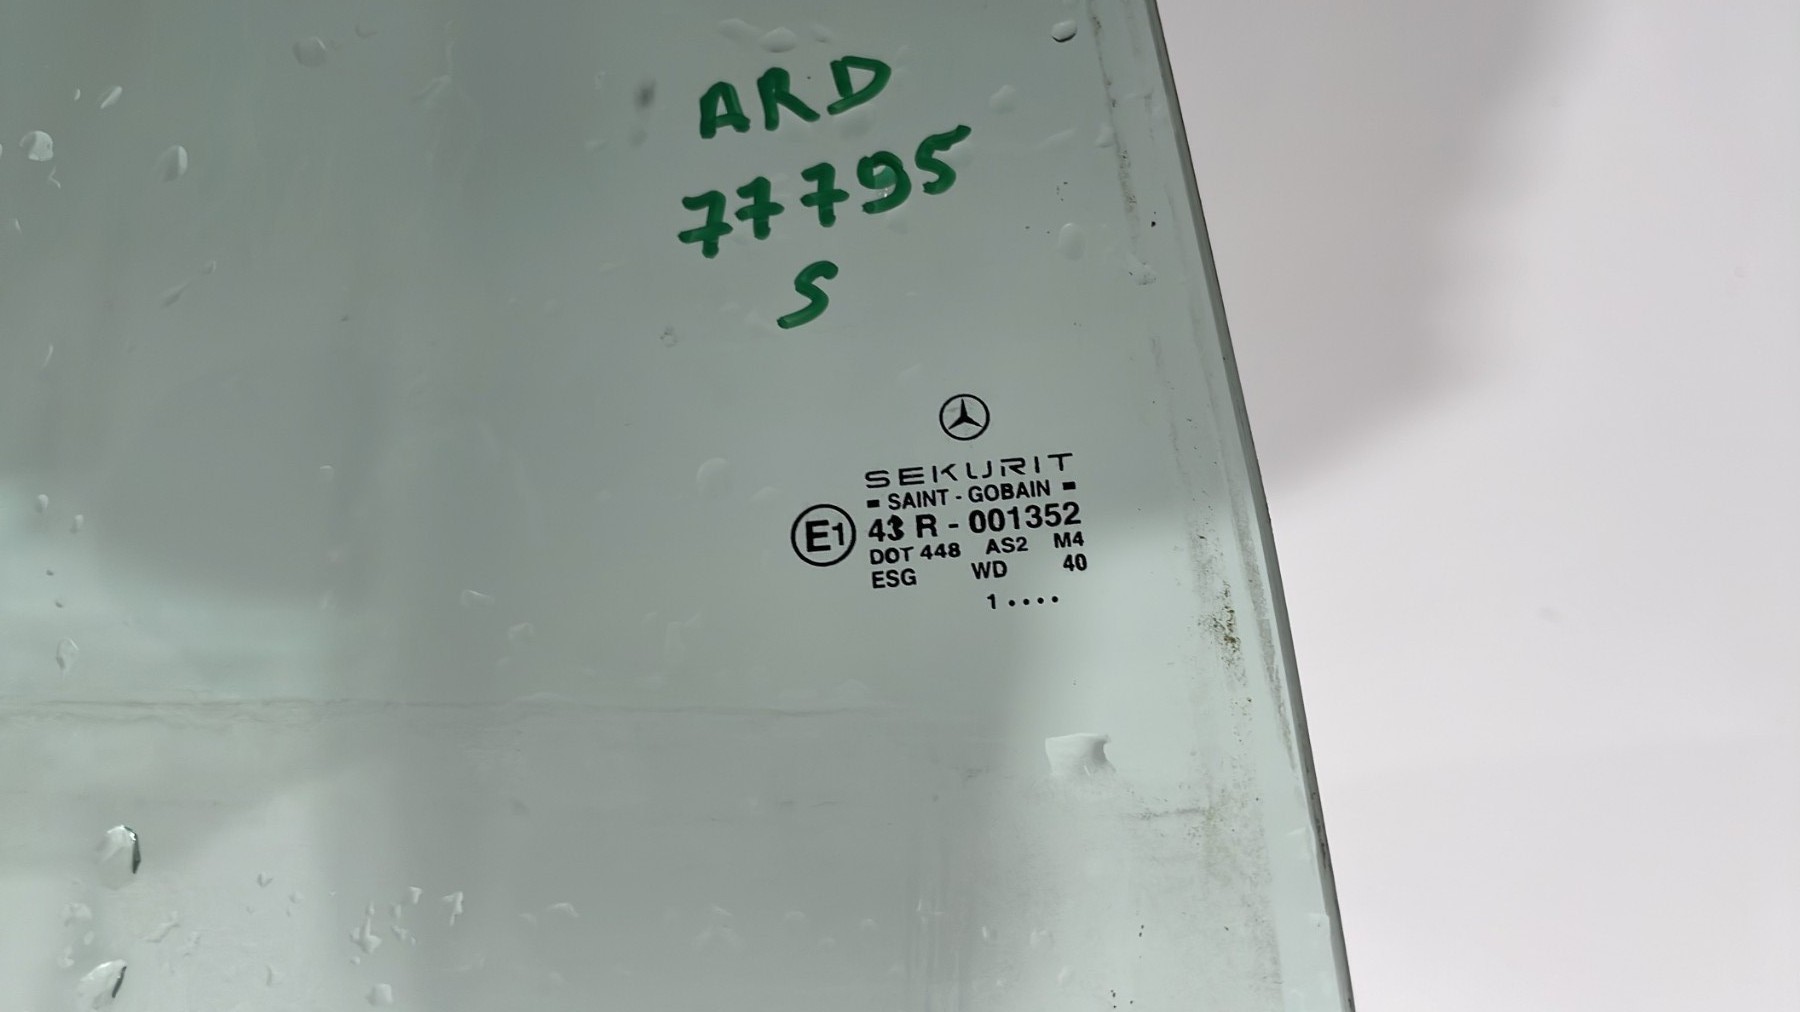 ARD
77795
S
SEKURIT
- SAINT - GOBAIN -
E1 43 R - 001352
DOT 448 AS2 M4
ESG WD 40
1 ....